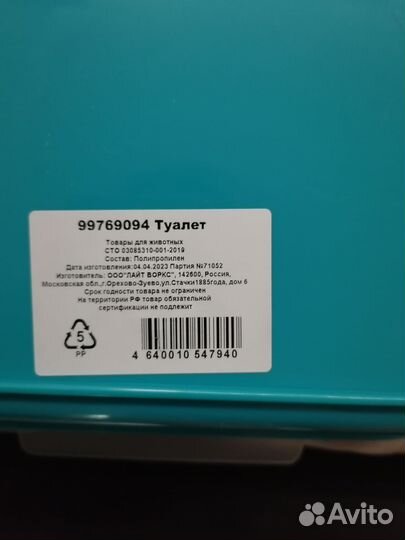 99769094 Туалет
Товары для животных
СТО 03085310-001-2019
Состав: Полипропилен
Дата изготовления:04.04.2023 Партия №71052
Изготовитель: ООО"ЛАЙТ ВОРКС", 142600, Россия,
Московская обл.,г.Орехово-Зуево,ул.Стачки1885года, дом 6
Срок годности товара не ограничен
На территории РФ товар обязательной
сертификации не подлежит
5
PP
4 640010 547940
Avito